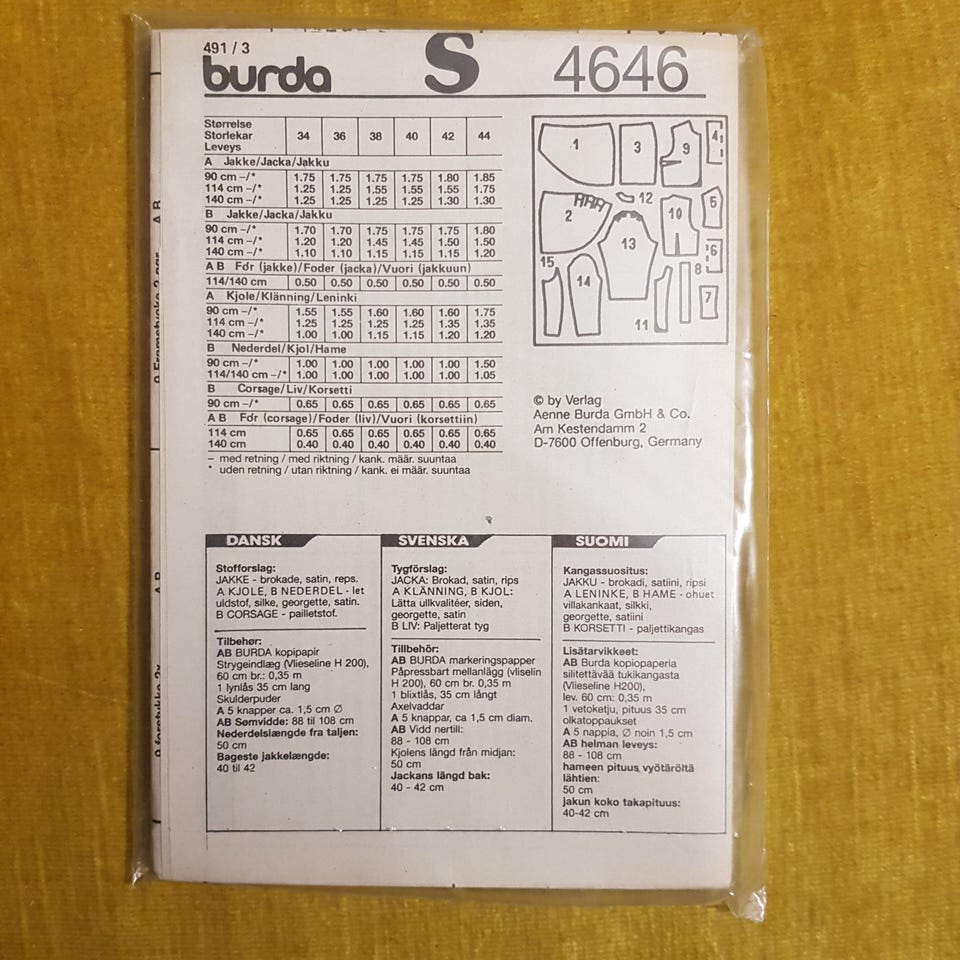 491 / 3
burda S 4646
Størrelse
Storlekar
Leveys
34 36 38 40 42 44
A Jakke/Jacka/Jakku
90 cm –/* 1.75 1.75 1.75 1.75 1.80 1.85
114 cm –/* 1.25 1.25 1.55 1.55 1.55 1.75
140 cm –/* 1.25 1.25 1.25 1.25 1.30 1.30
B Jakke/Jacka/Jakku
90 cm –/* 1.70 1.70 1.75 1.75 1.75 1.80
114 cm –/* 1.20 1.20 1.45 1.45 1.50 1.50
140 cm –/* 1.10 1.10 1.15 1.15 1.15 1.20
A B Før (jakke)/Foder (jacka)/Vuori (jakkuun)
114/140 cm 0.50 0.50 0.50 0.50 0.50 0.50
A Kjole/Klänning/Leninki
90 cm –/* 1.55 1.55 1.60 1.60 1.60 1.75
114 cm –/* 1.25 1.25 1.25 1.25 1.35 1.35
140 cm –/* 1.00 1.00 1.15 1.15 1.20 1.20
B Nederdel/Kjol/Hame
90 cm –/* 1.00 1.00 1.00 1.00 1.00 1.50
114/140 cm –/* 1.00 1.00 1.00 1.00 1.00 1.05
B Corsage/Liv/Korsetti
90 cm –/* 0.65 0.65 0.65 0.65 0.65 0.65
A B Før (corsage)/Foder (liv)/Vuori (korsettiin)
114 cm 0.65 0.65 0.65 0.65 0.65 0.65
140 cm 0.40 0.40 0.40 0.40 0.40 0.40
– med retning / med riktning / kank. määr. suuntaa
* uden retning / utan riktning / kank. ei määr. suuntaa
1 3 9 4
2 12 10 5
13 6
15 14 8
11 7
© by Verlag
Aenne Burda GmbH & Co.
Am Kestendamm 2
D-7600 Offenburg, Germany
DANSK
Stofforslag:
JAKKE - brokade, satin, reps.
A KJOLE, B NEDERDEL - let
uldstof, silke, georgette, satin.
B CORSAGE - pailletstof.
Tilbehør:
AB BURDA kopipapir
Strygeindlæg (Vlieseline H 200),
60 cm br.: 0,35 m
1 lynlås 35 cm lang
Skulderpuder
A 5 knapper ca. 1,5 cm Ø
AB Sømvidde: 88 til 108 cm
Nederdelslængde fra taljen:
50 cm
Bageste jakkelængde:
40 til 42
SVENSKA
Tygförslag:
JACKA: Brokad, satin, rips
A KLÄNNING, B KJOL:
Lätta ullkvalitéer, siden,
georgette, satin
B LIV: Paljetterat tyg
Tillbehör:
AB BURDA markeringspapper
Påpressbart mellanlägg (vliselin
H 200), 60 cm br. 0,35 m
1 blixtlås, 35 cm långt
Axelvaddar
A 5 knappar, ca 1,5 cm diam.
AB Vidd nertill:
88 - 108 cm
Kjolens längd från midjan:
50 cm
Jackans längd bak:
40 - 42 cm
SUOMI
Kangassuositus:
JAKKU - brokadi, satiini, ripsi
A LENINKE, B HAME - ohuet
villakankaat, silkki,
georgette, satiini
B KORSETTI - paljettikangas
Lisätarvikkeet:
AB Burda kopiopaperia
silitettävää tukikangasta
(Vlieseline H200),
lev. 60 cm: 0,35 m
1 vetoketju, pituus 35 cm
olkatoppaukset
A 5 nappia, Ø noin 1,5 cm
AB helman leveys:
88 - 108 cm
hameen pituus vyötäröltä
lähtien:
50 cm
jakun koko takapituus:
40-42 cm